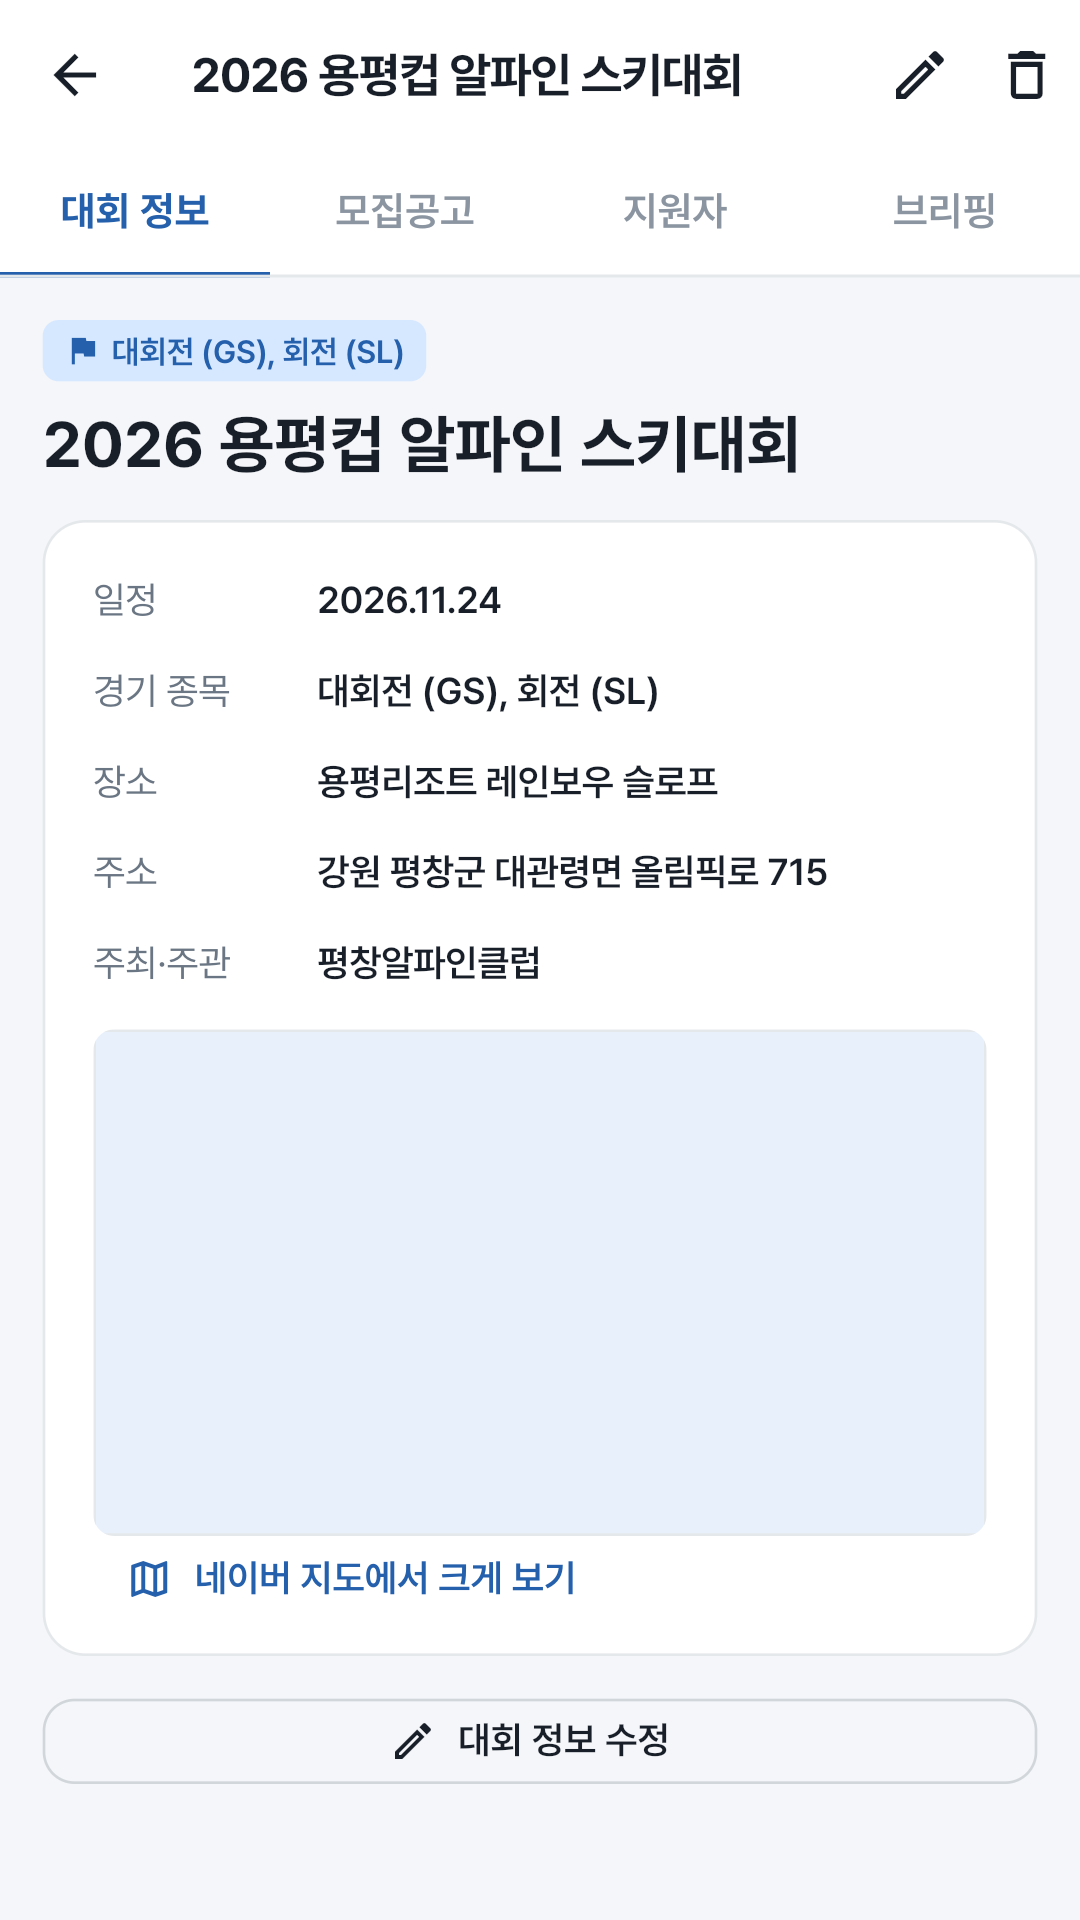 2026 용평컵 알파인 스키대회
대회 정보 모집공고 지원자 브리핑
대회전 (GS), 회전 (SL)
2026 용평컵 알파인 스키대회
일정 2026.11.24
경기 종목 대회전 (GS), 회전 (SL)
장소 용평리조트 레인보우 슬로프
주소 강원 평창군 대관령면 올림픽로 715
주최·주관 평창알파인클럽
네이버 지도에서 크게 보기
대회 정보 수정